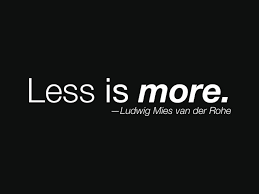 Less is more.
—Ludwig Mies van der Rohe